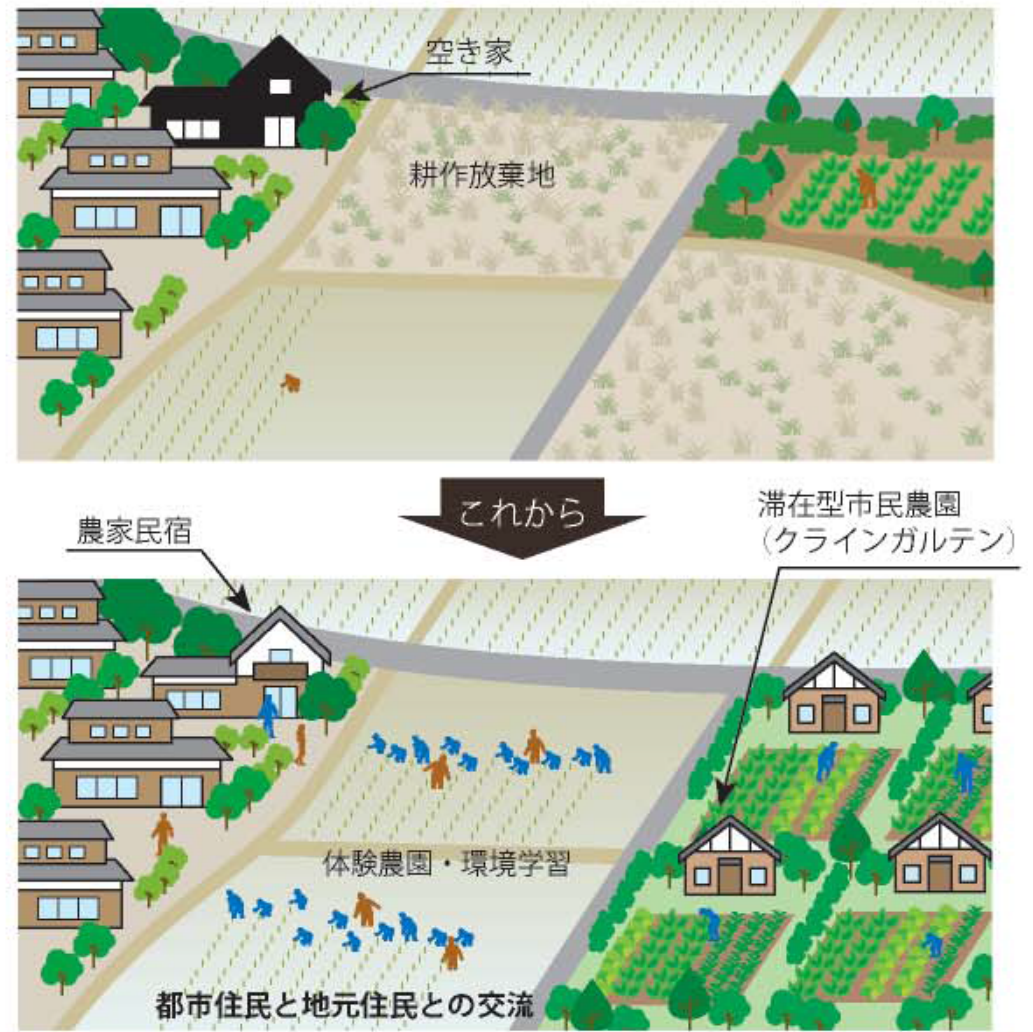 空き家
耕作放棄地
これから
農家民宿
滞在型市民農園
（クラインガルテン）
体験農園・環境学習
都市住民と地元住民との交流